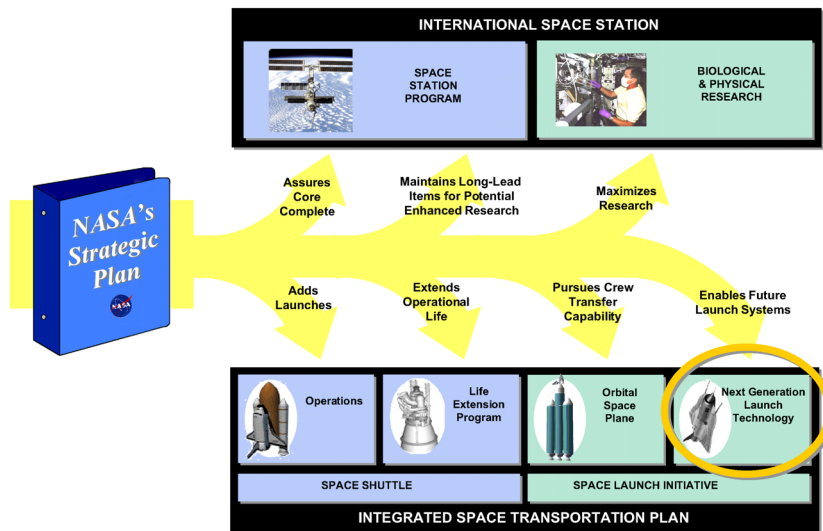 INTERNATIONAL SPACE STATION
SPACE
STATION
PROGRAM
BIOLOGICAL
& PHYSICAL
RESEARCH
Assures
Core
Complete
Maintains Long-Lead
Items for Potential
Enhanced Research
Maximizes
Research
NASA's
Strategic
Plan
NASA
Adds
Launches
Extends
Operational
Life
Pursues Crew
Transfer
Capability
Enables Future
Launch Systems
Operations
Life
Extension
Program
Orbital
Space
Plane
Next Generation
Launch
Technology
SPACE SHUTTLE
SPACE LAUNCH INITIATIVE
INTEGRATED SPACE TRANSPORTATION PLAN